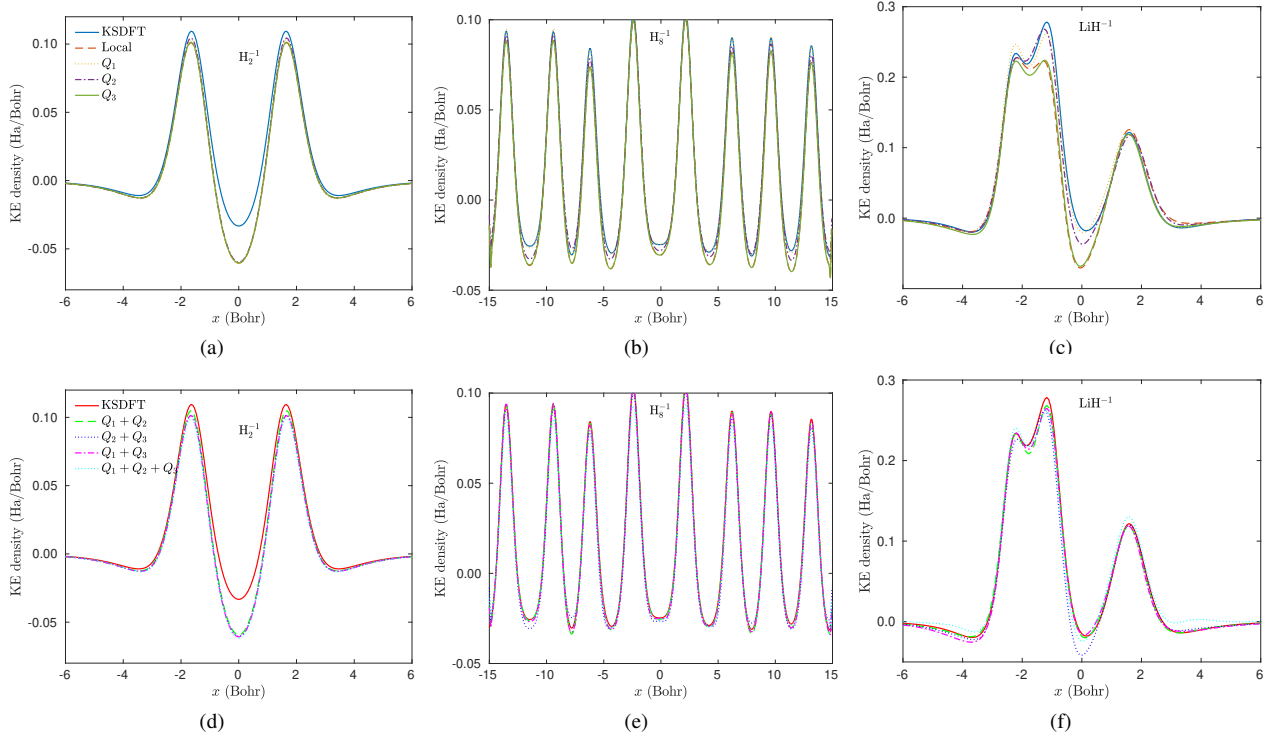 KSDFT
Local
Q₁
Q₂
Q₃
H₂⁻¹
KE density (Ha/Bohr)
0.10
0.05
0.00
-0.05
-6 -4 -2 0 2 4 6
x (Bohr)
(a)
H₈⁻¹
KE density (Ha/Bohr)
0.10
0.05
0.00
-0.05
-15 -10 -5 0 5 10 15
x (Bohr)
(b)
LiH⁻¹
KE density (Ha/Bohr)
0.3
0.2
0.1
0.0
-0.1
-6 -4 -2 0 2 4 6
x (Bohr)
(c)
KSDFT
Q₁ + Q₂
Q₂ + Q₃
Q₁ + Q₃
Q₁ + Q₂ + Q₃
H₂⁻¹
KE density (Ha/Bohr)
0.10
0.05
0.00
-0.05
-6 -4 -2 0 2 4 6
x (Bohr)
(d)
H₈⁻¹
KE density (Ha/Bohr)
0.10
0.05
0.00
-0.05
-15 -10 -5 0 5 10 15
x (Bohr)
(e)
LiH⁻¹
KE density (Ha/Bohr)
0.3
0.2
0.1
0.0
-6 -4 -2 0 2 4 6
x (Bohr)
(f)